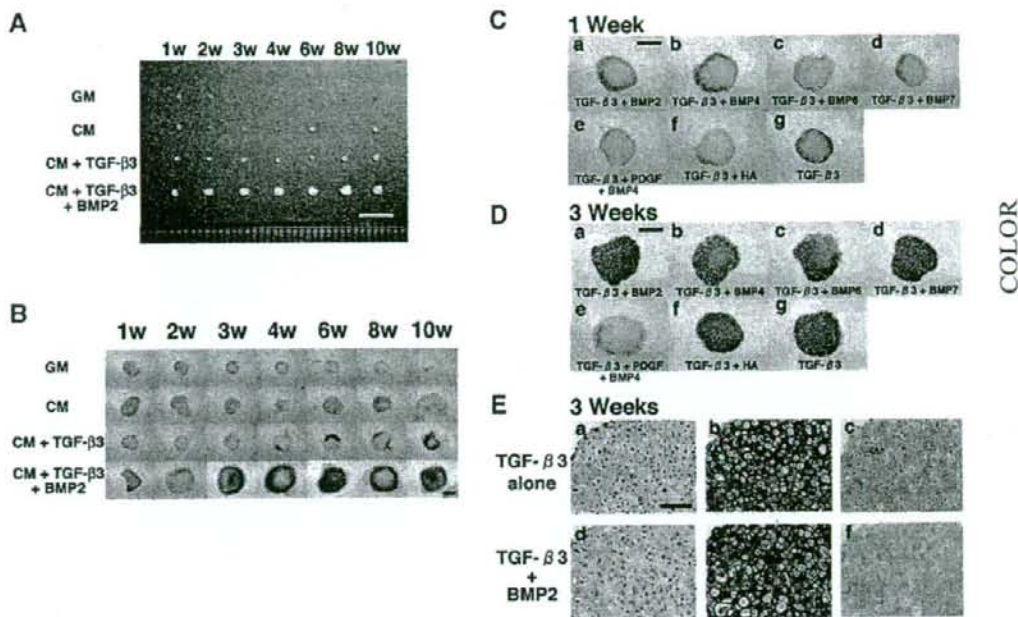 A
1w 2w 3w 4w 6w 8w 10w
GM
CM
CM + TGF-β3
CM + TGF-β3
+ BMP2
B
1w 2w 3w 4w 6w 8w 10w
GM
CM
CM + TGF-β3
CM + TGF-β3
+ BMP2
C
1 Week
a b c d
TGF-β3 + BMP2 TGF-β3 + BMP4 TGF-β3 + BMP6 TGF-β3 + BMP7
e f g
TGF-β3 + PDGF
+ BMP4
TGF-β3 + HA
TGF-β3
D
3 Weeks
a b c d
TGF-β3 + BMP2 TGF-β3 + BMP4 TGF-β3 + BMP6 TGF-β3 + BMP7
e f g
TGF-β3 + PDGF
+ BMP4
TGF-β3 + HA
TGF-β3
E
3 Weeks
a b c
TGF-β3
alone
d f
TGF-β3
+
BMP2
COLOR